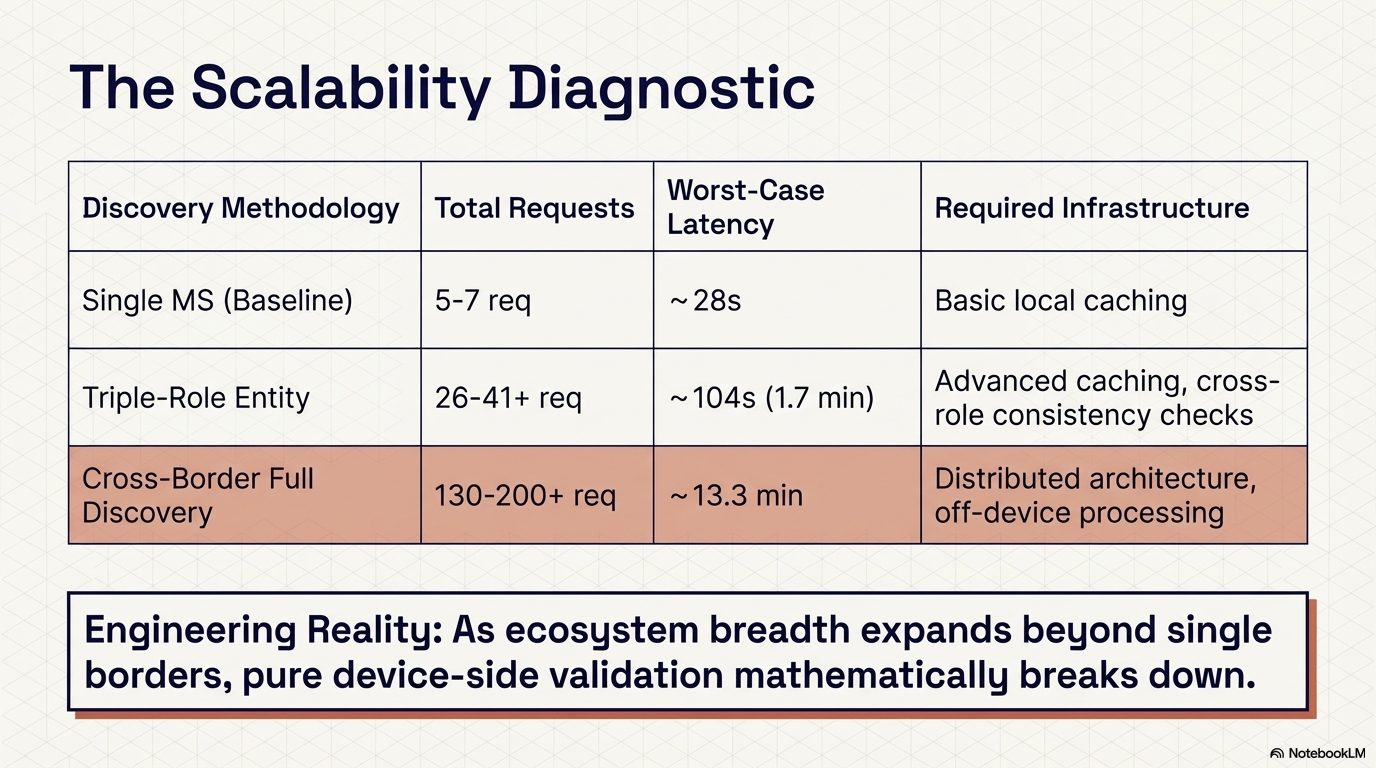 The Scalability Diagnostic
Discovery Methodology
Total Requests
Worst-Case
Latency
Required Infrastructure
Single MS (Baseline)
5-7 req
~28s
Basic local caching
Triple-Role Entity
26-41+ req
~104s (1.7 min)
Advanced caching, cross-
role consistency checks
Cross-Border Full
Discovery
130-200+ req
~13.3 min
Distributed architecture,
off-device processing
Engineering Reality: As ecosystem breadth expands beyond single
borders, pure device-side validation mathematically breaks down.
NotebookLM